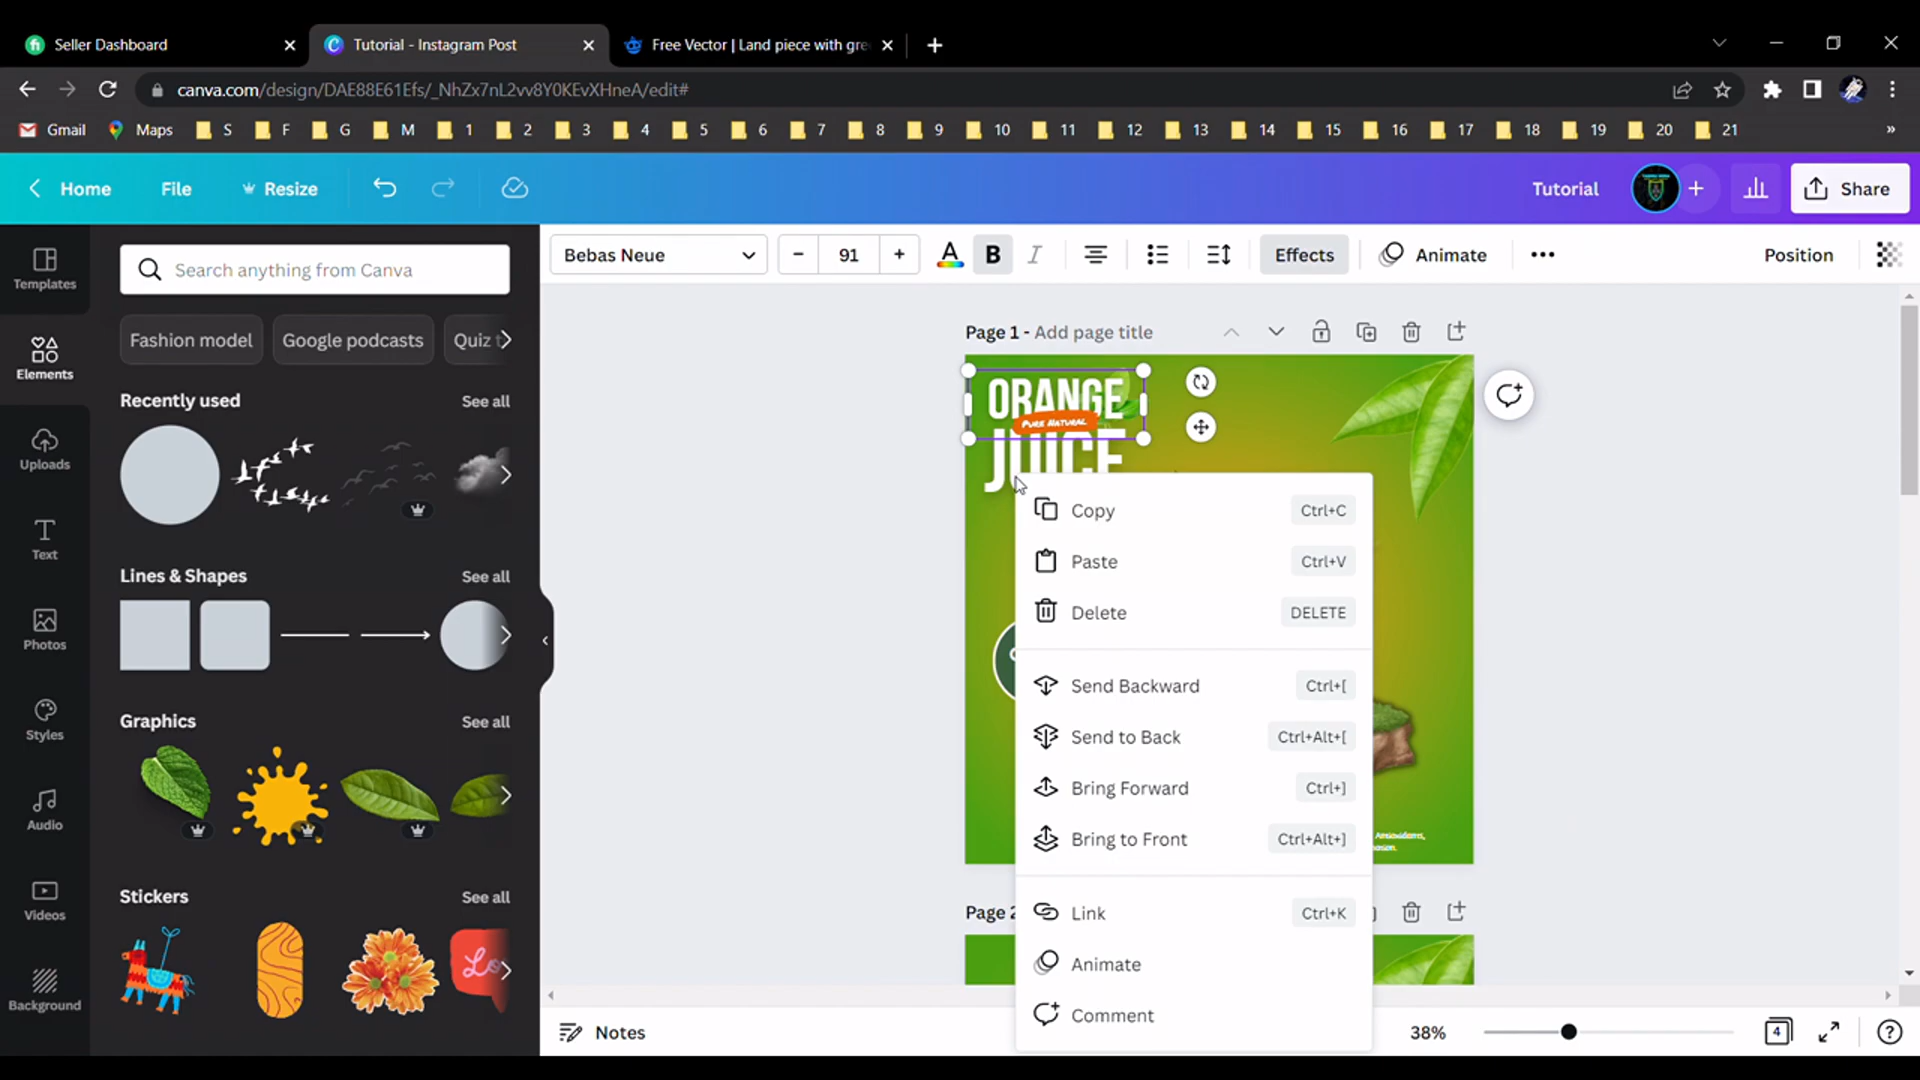 Seller Dashboard
Tutorial - Instagram Post
Free Vector | Land piece with gre
canva.com/design/DAE88E61Efs/_NhZx7nL2vv8Y0KEvXHneA/edit#
Gmail Maps S F G M 1 2 3 4 5 6 7 8 9 10 11 12 13 14 15 16 17 18 19 20 21 »
Home File Resize Tutorial + Share
Bebas Neue - 91 + A B I Effects Animate ••• Position
Templates
Elements
Uploads
Text
Photos
Styles
Audio
Videos
Background
Search anything from Canva
Fashion model Google podcasts Quiz
Recently used See all
Lines & Shapes See all
Graphics See all
Stickers See all
Page 1 - Add page title
ORANGE
Pure Natural
JUICE
Copy Ctrl+C
Paste Ctrl+V
Delete DELETE
Send Backward Ctrl+[
Send to Back Ctrl+Alt+[
Bring Forward Ctrl+]
Bring to Front Ctrl+Alt+]
Link Ctrl+K
Animate
Comment
Antioxidants,
Page 2
Notes
38%
4
?